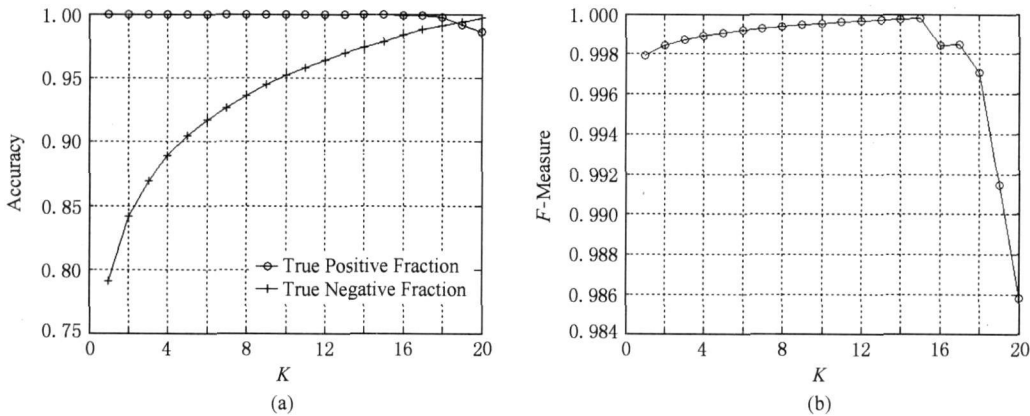 1.00
0.95
0.90
0.85
0.80
0.75
Accuracy
True Positive Fraction
True Negative Fraction
0 4 8 12 16 20
K
(a)
1.000
0.998
0.996
0.994
0.992
0.990
0.988
0.986
0.984
F-Measure
0 4 8 12 16 20
K
(b)